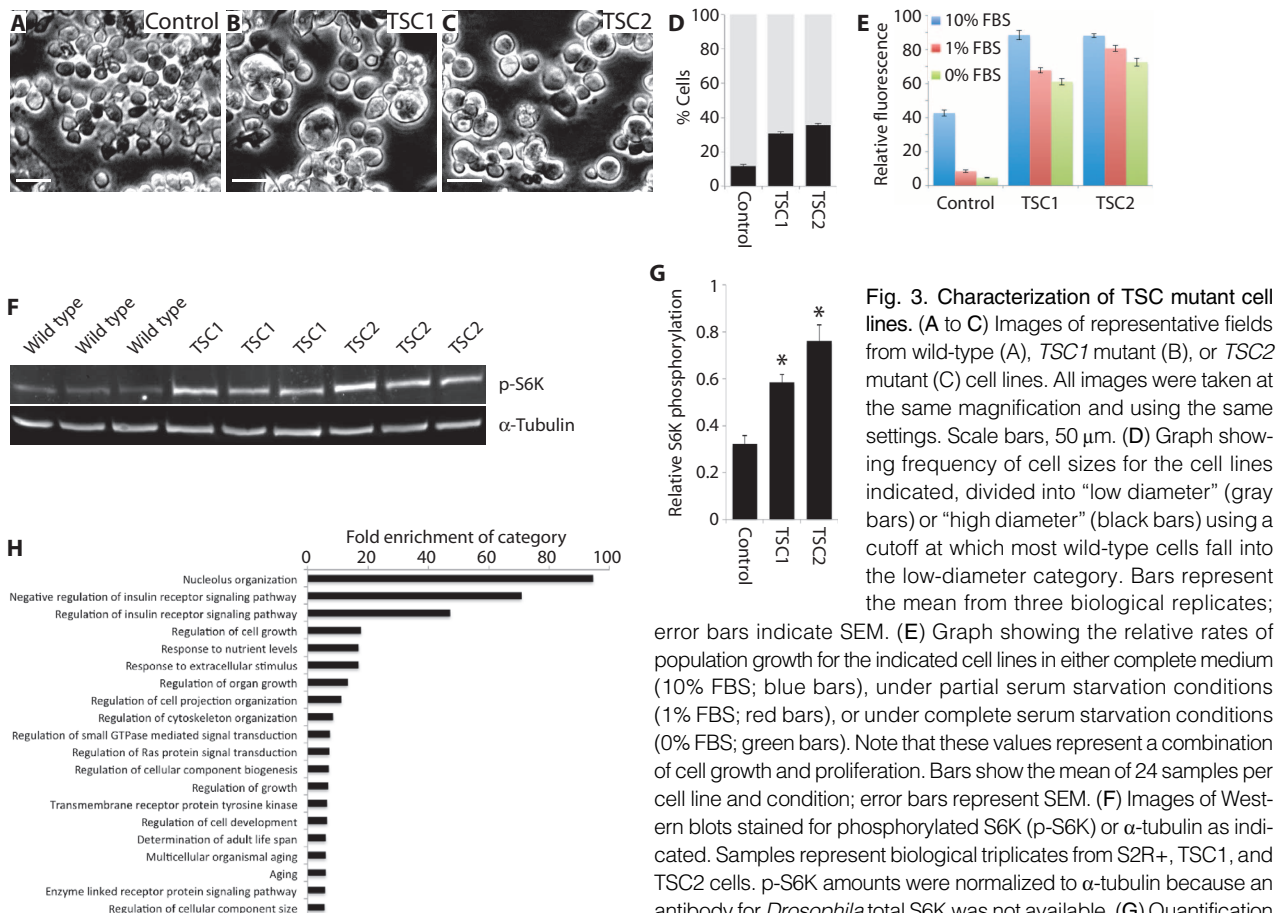 A Control
B TSC1
C TSC2
D
% Cells
100
80
60
40
20
0
Control
TSC1
TSC2
E
Relative fluorescence
100
80
60
40
20
0
10% FBS
1% FBS
0% FBS
Control TSC1 TSC2
F
Wild type Wild type Wild type TSC1 TSC1 TSC1 TSC2 TSC2 TSC2
p-S6K
α-Tubulin
G
Relative S6K phosphorylation
1
0.8
0.6
0.4
0.2
0
*
*
Control
TSC1
TSC2
H
Fold enrichment of category
0 20 40 60 80 100
Nucleolus organization
Negative regulation of insulin receptor signaling pathway
Regulation of insulin receptor signaling pathway
Regulation of cell growth
Response to nutrient levels
Response to extracellular stimulus
Regulation of organ growth
Regulation of cell projection organization
Regulation of cytoskeleton organization
Regulation of small GTPase mediated signal transduction
Regulation of Ras protein signal transduction
Regulation of cellular component biogenesis
Regulation of growth
Transmembrane receptor protein tyrosine kinase
Regulation of cell development
Determination of adult life span
Multicellular organismal aging
Aging
Enzyme linked receptor protein signaling pathway
Regulation of cellular component size
Fig. 3. Characterization of TSC mutant cell
lines. (A to C) Images of representative fields
from wild-type (A), TSC1 mutant (B), or TSC2
mutant (C) cell lines. All images were taken at
the same magnification and using the same
settings. Scale bars, 50 μm. (D) Graph show-
ing frequency of cell sizes for the cell lines
indicated, divided into “low diameter” (gray
bars) or “high diameter” (black bars) using a
cutoff at which most wild-type cells fall into
the low-diameter category. Bars represent
the mean from three biological replicates;
error bars indicate SEM. (E) Graph showing the relative rates of
population growth for the indicated cell lines in either complete medium
(10% FBS; blue bars), under partial serum starvation conditions
(1% FBS; red bars), or under complete serum starvation conditions
(0% FBS; green bars). Note that these values represent a combination
of cell growth and proliferation. Bars show the mean of 24 samples per
cell line and condition; error bars represent SEM. (F) Images of West-
ern blots stained for phosphorylated S6K (p-S6K) or α-tubulin as indi-
cated. Samples represent biological triplicates from S2R+, TSC1, and
TSC2 cells. p-S6K amounts were normalized to α-tubulin because an
antibody for Drosophila total S6K was not available. (G) Quantification